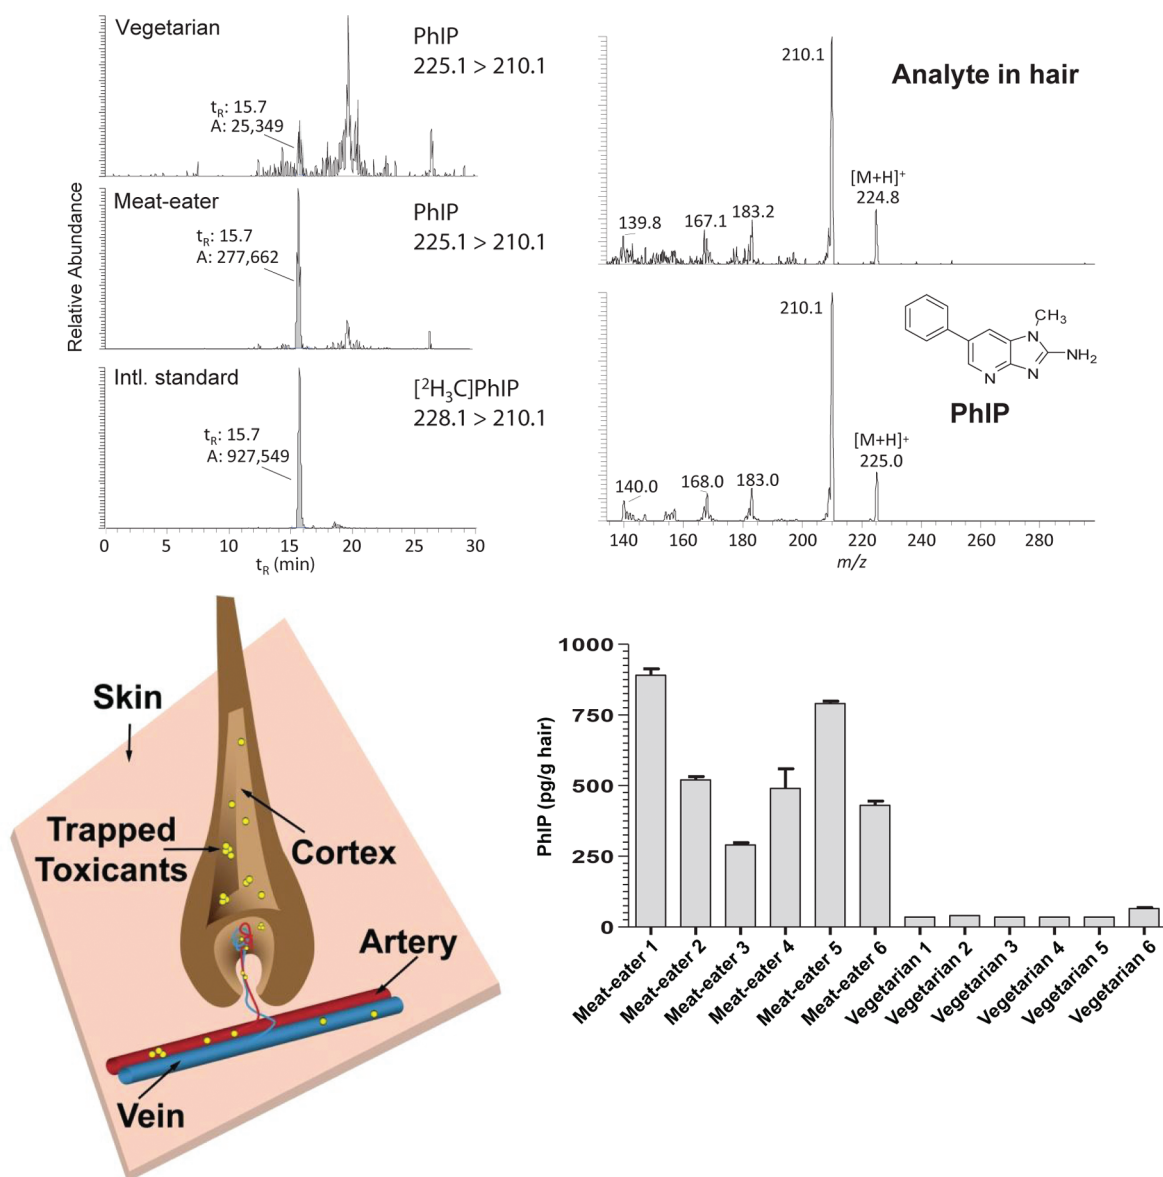 Vegetarian
PhIP
225.1 > 210.1
tR: 15.7
A: 25,349
Meat-eater
PhIP
225.1 > 210.1
tR: 15.7
A: 277,662
Intl. standard
[²H₃C]PhIP
228.1 > 210.1
tR: 15.7
A: 927,549
Relative Abundance
0 5 10 15 20 25 30
tR (min)
210.1
Analyte in hair
[M+H]⁺
224.8
139.8
167.1
183.2
210.1
CH₃
N
NH₂
N
N
PhIP
[M+H]⁺
225.0
140.0
168.0
183.0
140 160 180 200 220 240 260 280
m/z
Skin
Trapped
Toxicants
Cortex
Artery
Vein
PhIP (pg/g hair)
1000
750
500
250
0
Meat-eater 1
Meat-eater 2
Meat-eater 3
Meat-eater 4
Meat-eater 5
Meat-eater 6
Vegetarian 1
Vegetarian 2
Vegetarian 3
Vegetarian 4
Vegetarian 5
Vegetarian 6